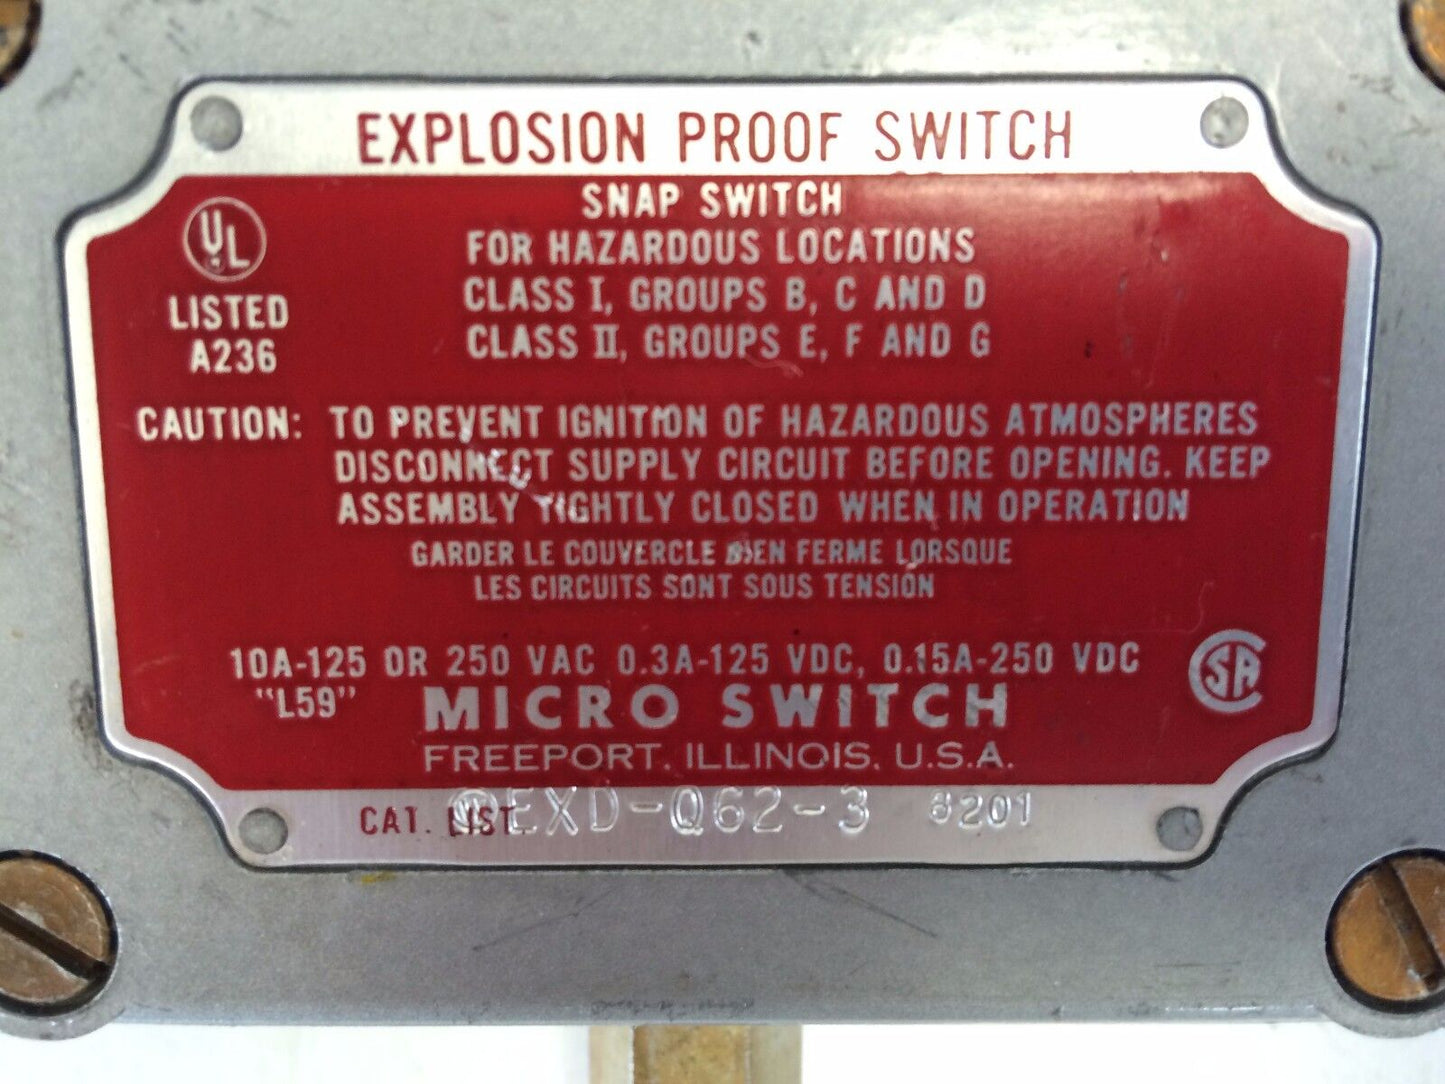 EXPLOSION PROOF SWITCH
SNAP SWITCH
FOR HAZARDOUS LOCATIONS
CLASS I, GROUPS B, C AND D
CLASS II, GROUPS E, F AND G
UL
LISTED
A236
CAUTION: TO PREVENT IGNITION OF HAZARDOUS ATMOSPHERES
DISCONNECT SUPPLY CIRCUIT BEFORE OPENING. KEEP
ASSEMBLY TIGHTLY CLOSED WHEN IN OPERATION
GARDER LE COUVERCLE BIEN FERME LORSQUE
LES CIRCUITS SONT SOUS TENSION
10A-125 OR 250 VAC 0.3A-125 VDC, 0.15A-250 VDC
"L59"
MICRO SWITCH
FREEPORT, ILLINOIS, U.S.A.
CSA
CAT. LIST. EXD-Q62-3 8201